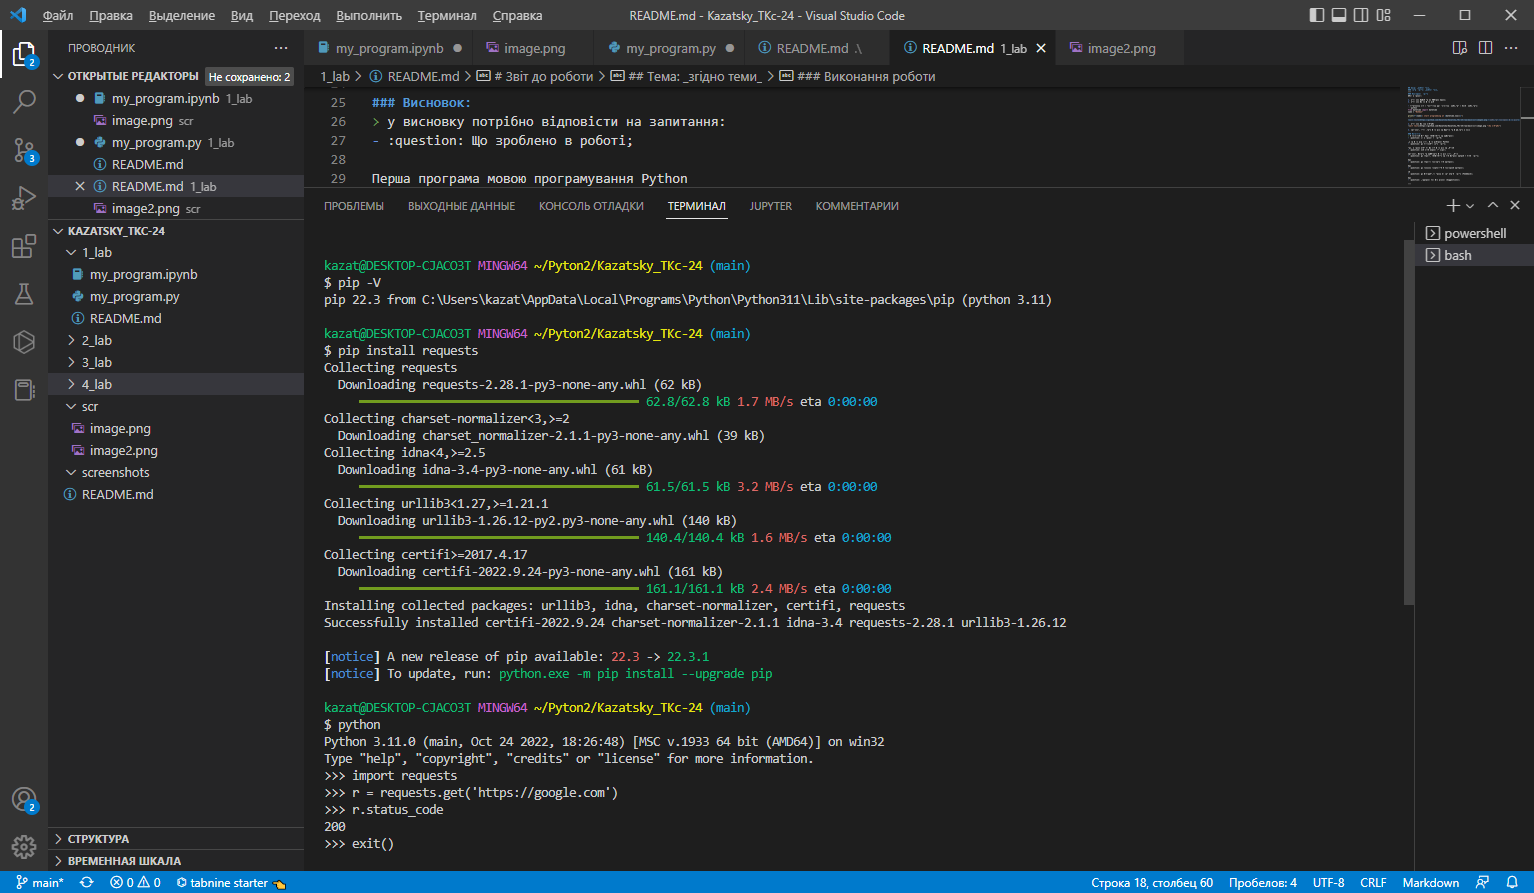 Файл Правка Выделение Вид Переход Выполнить Терминал Справка
README.md - Kazatsky_TKc-24 - Visual Studio Code
ПРОВОДНИК
my_program.ipynb image.png my_program.py README.md .\ README.md 1_lab image2.png
ОТКРЫТЫЕ РЕДАКТОРЫ Не сохранено: 2
my_program.ipynb 1_lab
image.png scr
my_program.py 1_lab
README.md
README.md 1_lab
image2.png scr
KAZATSKY_TKC-24
1_lab
my_program.ipynb
my_program.py
README.md
2_lab
3_lab
4_lab
scr
image.png
image2.png
screenshots
README.md
СТРУКТУРА
ВРЕМЕННАЯ ШКАЛА
2
3
2
1_lab > README.md > # Звіт до роботи > ## Тема: _згідно теми_ > ### Виконання роботи
25 ### Висновок:
26 > у висновку потрібно відповісти на запитання:
27 - :question: Що зроблено в роботі;
28
29 Перша програма мовою програмування Python
ПРОБЛЕМЫ ВЫХОДНЫЕ ДАННЫЕ КОНСОЛЬ ОТЛАДКИ ТЕРМИНАЛ JUPYTER КОММЕНТАРИИ
powershell
bash
kazat@DESKTOP-CJACO3T MINGW64 ~/Pyton2/Kazatsky_TKc-24 (main)
$ pip -V
pip 22.3 from C:\Users\kazat\AppData\Local\Programs\Python\Python311\Lib\site-packages\pip (python 3.11)
kazat@DESKTOP-CJACO3T MINGW64 ~/Pyton2/Kazatsky_TKc-24 (main)
$ pip install requests
Collecting requests
Downloading requests-2.28.1-py3-none-any.whl (62 kB)
62.8/62.8 kB 1.7 MB/s eta 0:00:00
Collecting charset-normalizer<3,>=2
Downloading charset_normalizer-2.1.1-py3-none-any.whl (39 kB)
Collecting idna<4,>=2.5
Downloading idna-3.4-py3-none-any.whl (61 kB)
61.5/61.5 kB 3.2 MB/s eta 0:00:00
Collecting urllib3<1.27,>=1.21.1
Downloading urllib3-1.26.12-py2.py3-none-any.whl (140 kB)
140.4/140.4 kB 1.6 MB/s eta 0:00:00
Collecting certifi>=2017.4.17
Downloading certifi-2022.9.24-py3-none-any.whl (161 kB)
161.1/161.1 kB 2.4 MB/s eta 0:00:00
Installing collected packages: urllib3, idna, charset-normalizer, certifi, requests
Successfully installed certifi-2022.9.24 charset-normalizer-2.1.1 idna-3.4 requests-2.28.1 urllib3-1.26.12
[notice] A new release of pip available: 22.3 -> 22.3.1
[notice] To update, run: python.exe -m pip install --upgrade pip
kazat@DESKTOP-CJACO3T MINGW64 ~/Pyton2/Kazatsky_TKc-24 (main)
$ python
Python 3.11.0 (main, Oct 24 2022, 18:26:48) [MSC v.1933 64 bit (AMD64)] on win32
Type "help", "copyright", "credits" or "license" for more information.
>>> import requests
>>> r = requests.get('https://google.com')
>>> r.status_code
200
>>> exit()
main* 0 0 tabnine starter
Строка 18, столбец 60 Пробелов: 4 UTF-8 CRLF Markdown